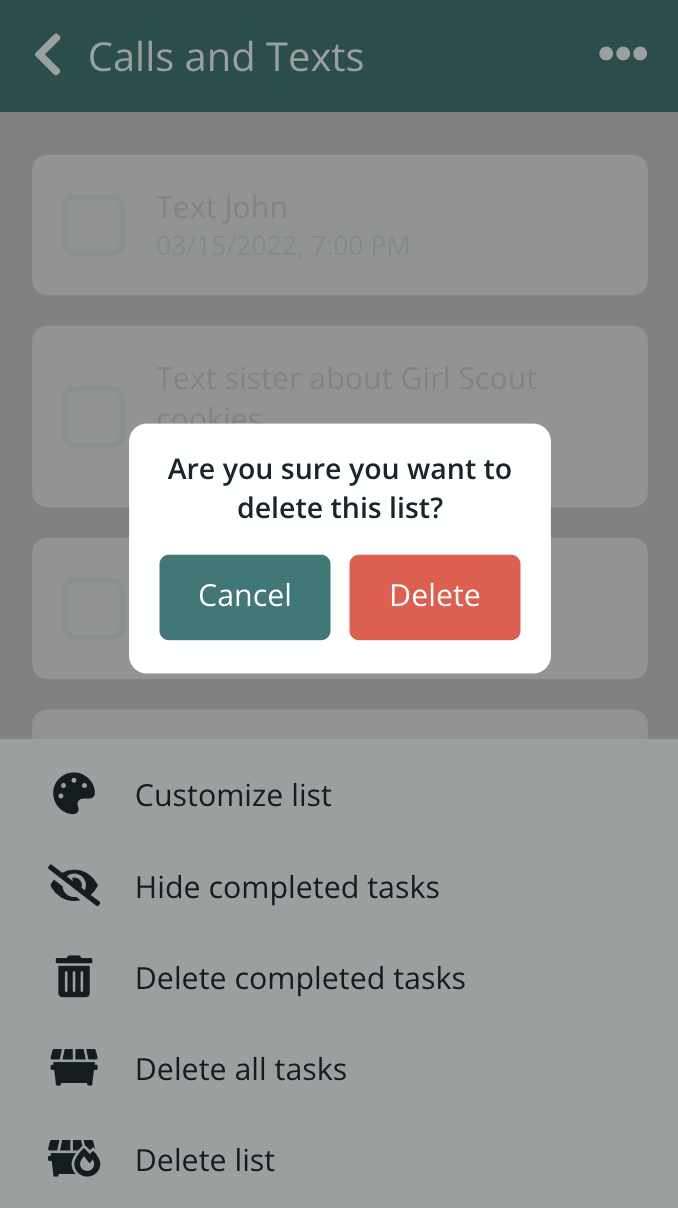 Calls and Texts
Text John
03/15/2022, 7:00 PM
Text sister about Girl Scout
cookies
Are you sure you want to
delete this list?
Cancel
Delete
Customize list
Hide completed tasks
Delete completed tasks
Delete all tasks
Delete list